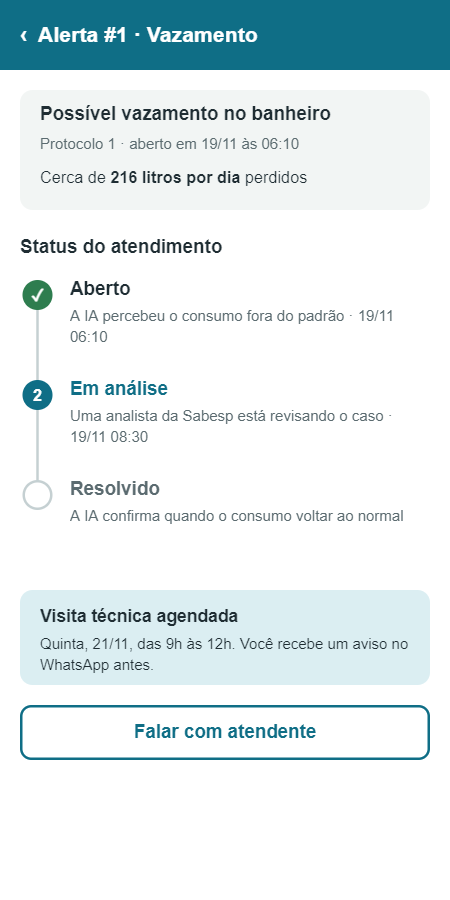 ‹ Alerta #1 · Vazamento
Possível vazamento no banheiro
Protocolo 1 · aberto em 19/11 às 06:10
Cerca de 216 litros por dia perdidos
Status do atendimento
Aberto
A IA percebeu o consumo fora do padrão · 19/11
06:10
2
Em análise
Uma analista da Sabesp está revisando o caso ·
19/11 08:30
Resolvido
A IA confirma quando o consumo voltar ao normal
Visita técnica agendada
Quinta, 21/11, das 9h às 12h. Você recebe um aviso no
WhatsApp antes.
Falar com atendente